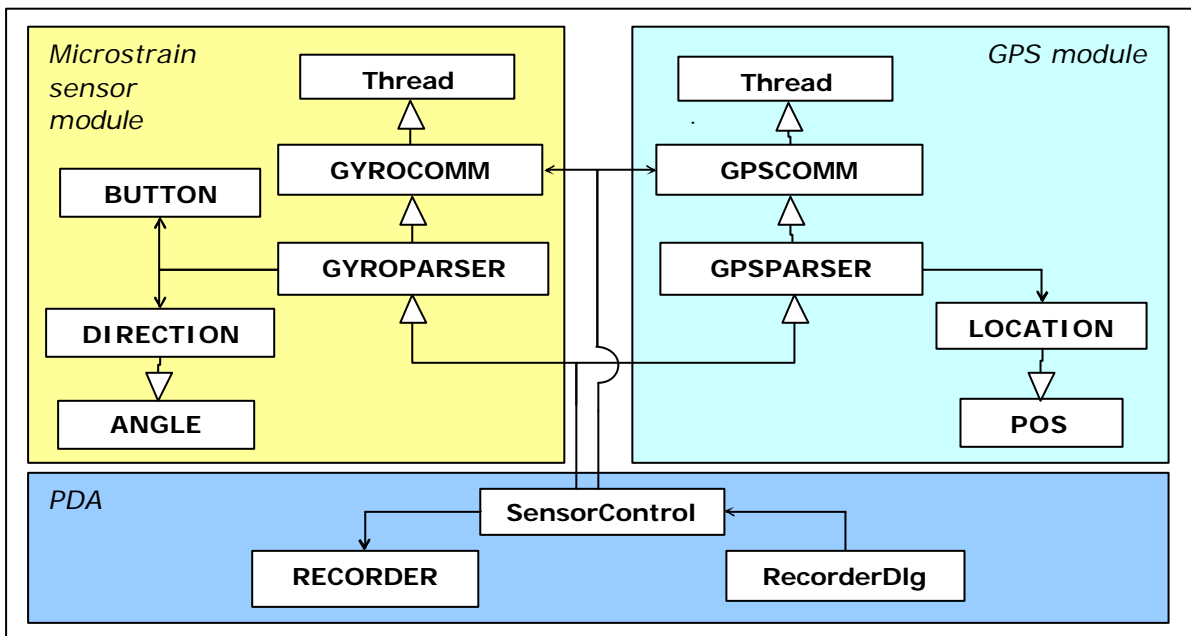 Microstrain
sensor
module
Thread
GYROCOMM
BUTTON
GYROPARSER
DIRECTION
ANGLE
GPS module
Thread
GPSCOMM
GPSPARSER
LOCATION
POS
PDA
SensorControl
RECORDER
RecorderDlg